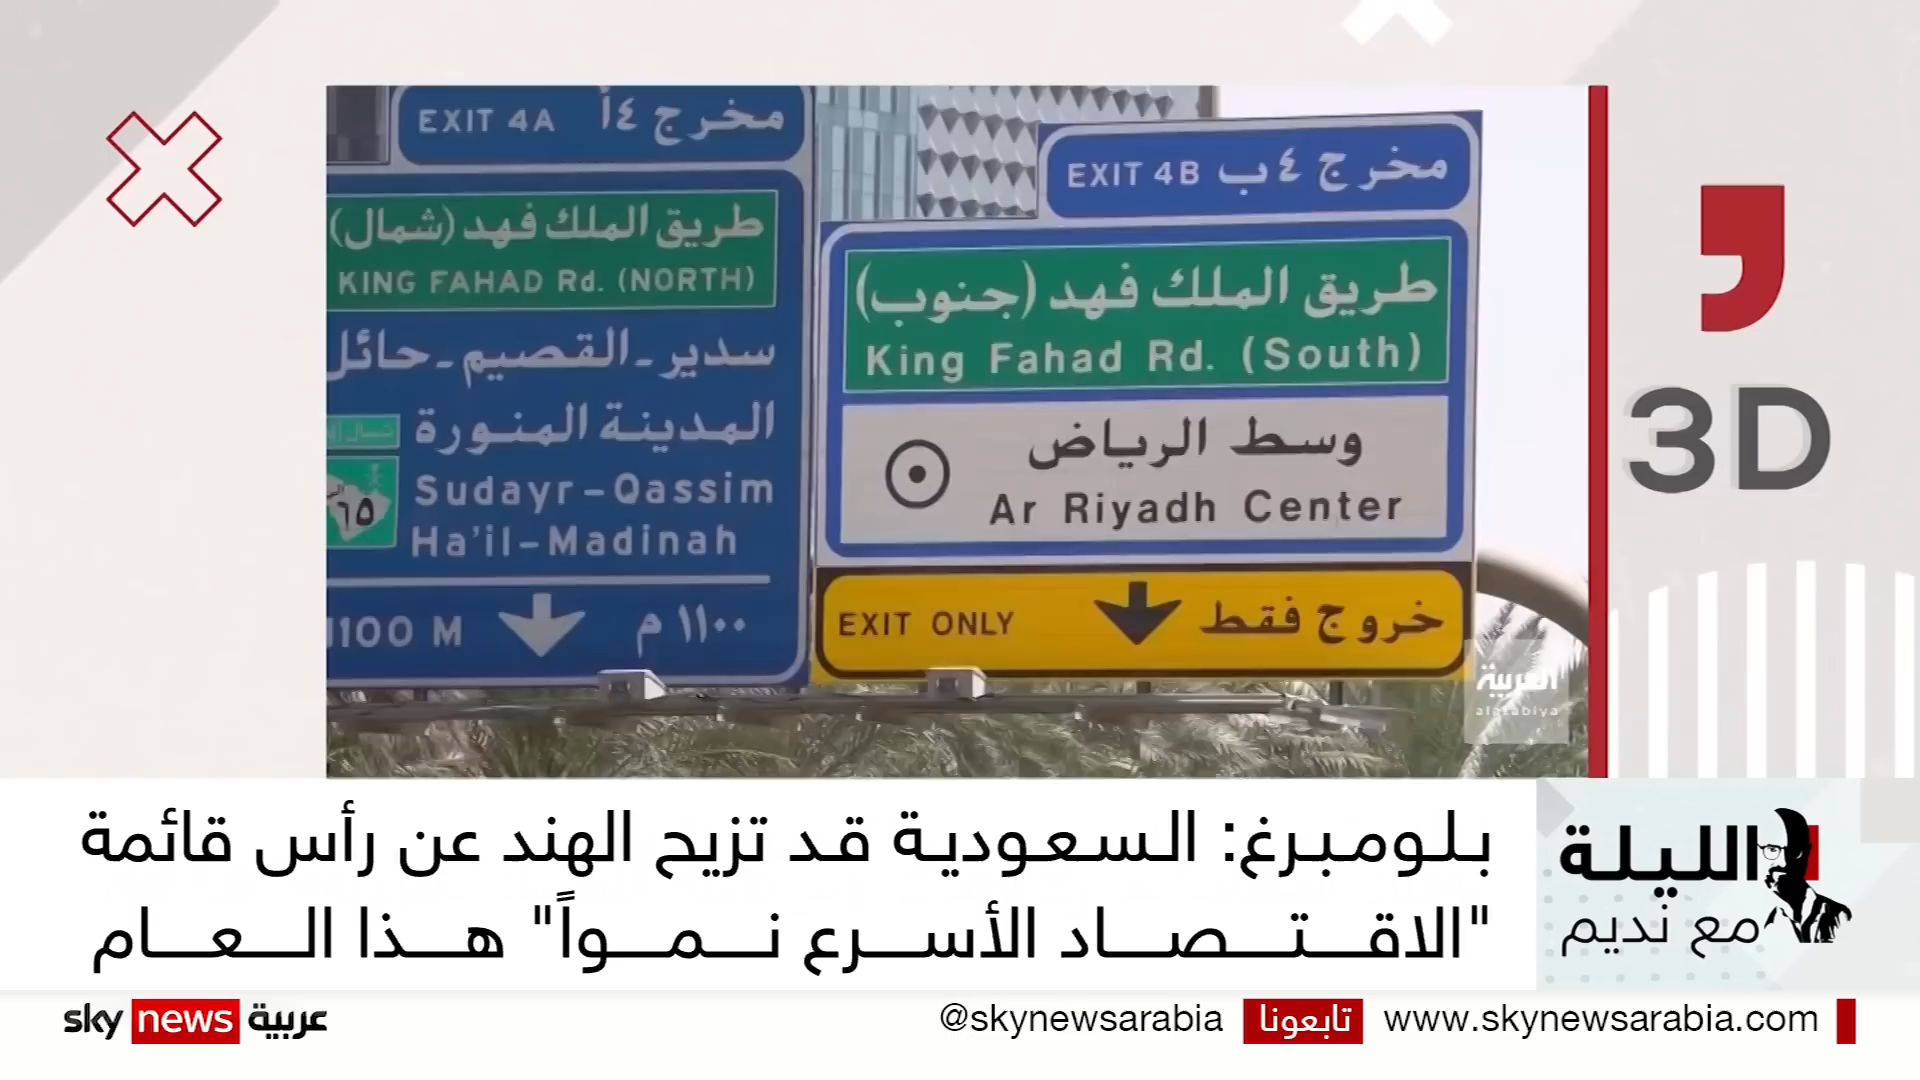 EXIT 4A مخرج ٤أ
طريق الملك فهد (شمال)
KING FAHAD Rd. (NORTH)
سدير-القصيم-حائل
المدينة المنورة
٦٥
Sudayr-Qassim
Ha'il-Madinah
1100 M ١١٠٠ م
EXIT 4B مخرج ٤ب
طريق الملك فهد (جنوب)
King Fahad Rd. (South)
وسط الرياض
Ar Riyadh Center
EXIT ONLY خروج فقط
العربية
alarabiya
3D
بلومبرغ: السعودية قد تزيح الهند عن رأس قائمة
"الاقتصاد الأسرع نمواً" هذا العام
الليلة
مع نديم
sky news عربية
@skynewsarabia تابعونا www.skynewsarabia.com